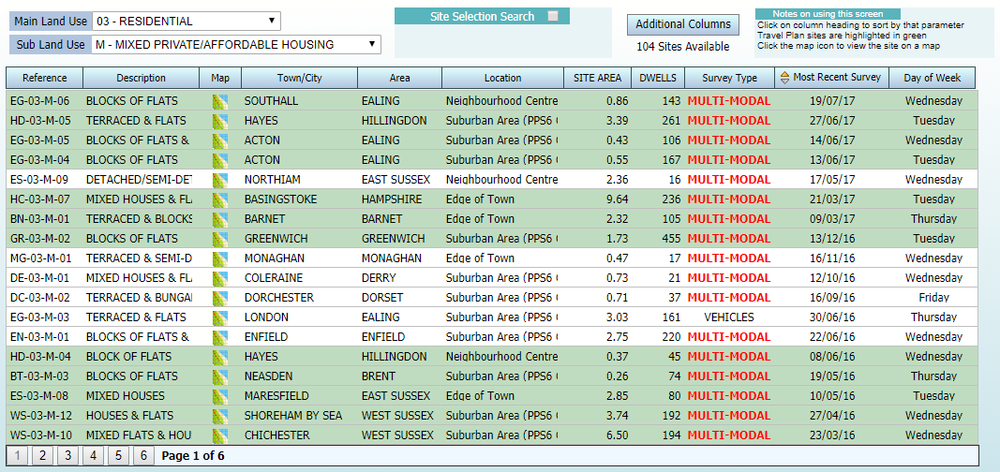 Main Land Use 03 - RESIDENTIAL
Sub Land Use M - MIXED PRIVATE/AFFORDABLE HOUSING
Site Selection Search
Additional Columns
104 Sites Available
Notes on using this screen
Click on column heading to sort by that parameter
Travel Plan sites are highlighted in green
Click the map icon to view the site on a map
Reference Description Map Town/City Area Location SITE AREA DWELLS Survey Type Most Recent Survey Day of Week
EG-03-M-06 BLOCKS OF FLATS SOUTHALL EALING Neighbourhood Centre 0.86 143 MULTI-MODAL 19/07/17 Wednesday
HD-03-M-05 TERRACED & FLATS HAYES HILLINGDON Suburban Area (PPS6 3.39 261 MULTI-MODAL 27/06/17 Tuesday
EG-03-M-05 BLOCKS OF FLATS & ACTON EALING Suburban Area (PPS6 0.43 106 MULTI-MODAL 14/06/17 Wednesday
EG-03-M-04 BLOCKS OF FLATS ACTON EALING Suburban Area (PPS6 0.55 167 MULTI-MODAL 13/06/17 Tuesday
ES-03-M-09 DETACHED/SEMI-DET NORTHIAM EAST SUSSEX Neighbourhood Centre 2.36 16 MULTI-MODAL 17/05/17 Wednesday
HC-03-M-07 MIXED HOUSES & FL BASINGSTOKE HAMPSHIRE Edge of Town 9.64 236 MULTI-MODAL 21/03/17 Tuesday
BN-03-M-01 TERRACED & BLOCKS BARNET BARNET Edge of Town 2.32 105 MULTI-MODAL 09/03/17 Thursday
GR-03-M-02 BLOCKS OF FLATS GREENWICH GREENWICH Suburban Area (PPS6 1.73 455 MULTI-MODAL 13/12/16 Tuesday
MG-03-M-01 TERRACED & SEMI-D MONAGHAN MONAGHAN Edge of Town 0.47 17 MULTI-MODAL 16/11/16 Wednesday
DE-03-M-01 MIXED HOUSES & FL COLERAINE DERRY Suburban Area (PPS6 0.73 21 MULTI-MODAL 12/10/16 Wednesday
DC-03-M-02 TERRACED & BUNGA DORCHESTER DORSET Suburban Area (PPS6 0.71 37 MULTI-MODAL 16/09/16 Friday
EG-03-M-03 TERRACED & FLATS LONDON EALING Suburban Area (PPS6 3.03 161 VEHICLES 30/06/16 Thursday
EN-03-M-01 BLOCKS OF FLATS & ENFIELD ENFIELD Suburban Area (PPS6 2.75 220 MULTI-MODAL 22/06/16 Wednesday
HD-03-M-04 BLOCK OF FLATS HAYES HILLINGDON Neighbourhood Centre 0.37 45 MULTI-MODAL 08/06/16 Wednesday
BT-03-M-03 BLOCKS OF FLATS NEASDEN BRENT Suburban Area (PPS6 0.26 74 MULTI-MODAL 19/05/16 Thursday
ES-03-M-08 MIXED HOUSES MARESFIELD EAST SUSSEX Edge of Town 2.85 80 MULTI-MODAL 10/05/16 Tuesday
WS-03-M-12 HOUSES & FLATS SHOREHAM BY SEA WEST SUSSEX Suburban Area (PPS6 3.74 192 MULTI-MODAL 27/04/16 Wednesday
WS-03-M-10 MIXED FLATS & HOU CHICHESTER WEST SUSSEX Suburban Area (PPS6 6.50 194 MULTI-MODAL 23/03/16 Wednesday
1 2 3 4 5 6 Page 1 of 6